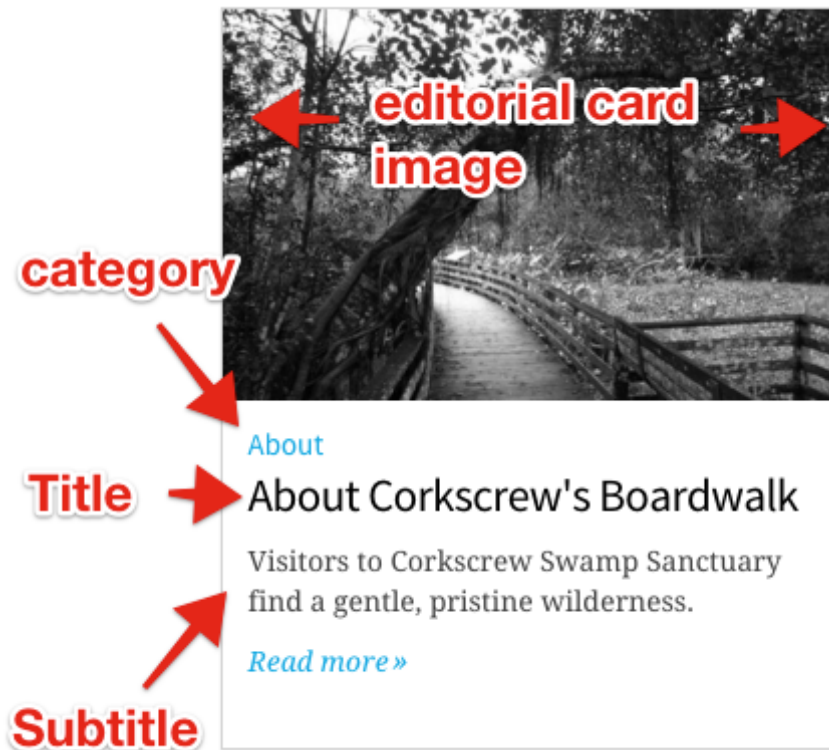 editorial card
image
category
About
Title
About Corkscrew's Boardwalk
Visitors to Corkscrew Swamp Sanctuary
find a gentle, pristine wilderness.
Read more»
Subtitle